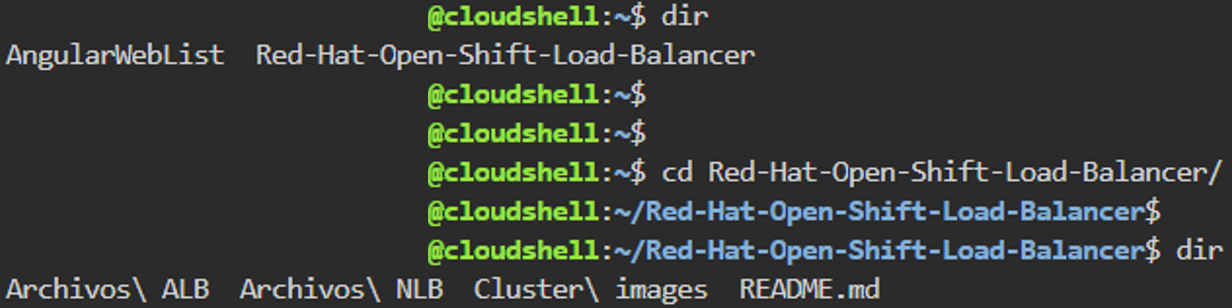 @cloudshell:~$ dir
AngularWebList  Red-Hat-Open-Shift-Load-Balancer
@cloudshell:~$
@cloudshell:~$
@cloudshell:~$ cd Red-Hat-Open-Shift-Load-Balancer/
@cloudshell:~/Red-Hat-Open-Shift-Load-Balancer$
@cloudshell:~/Red-Hat-Open-Shift-Load-Balancer$ dir
Archivos\ ALB  Archivos\ NLB  Cluster\ images  README.md